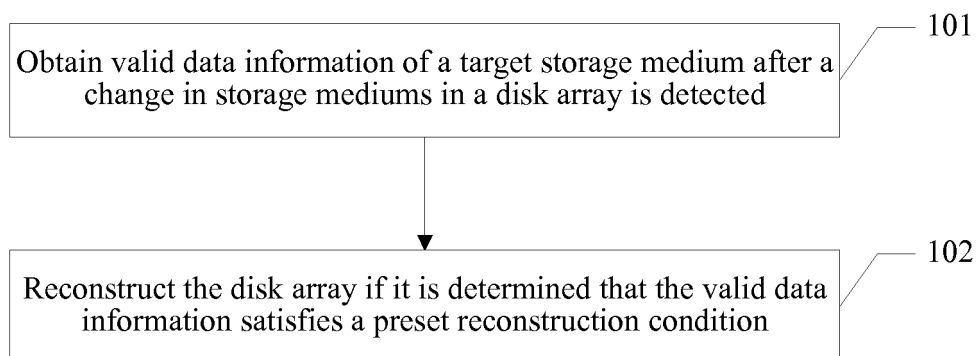 101
Obtain valid data information of a target storage medium after a
change in storage mediums in a disk array is detected
102
Reconstruct the disk array if it is determined that the valid data
information satisfies a preset reconstruction condition